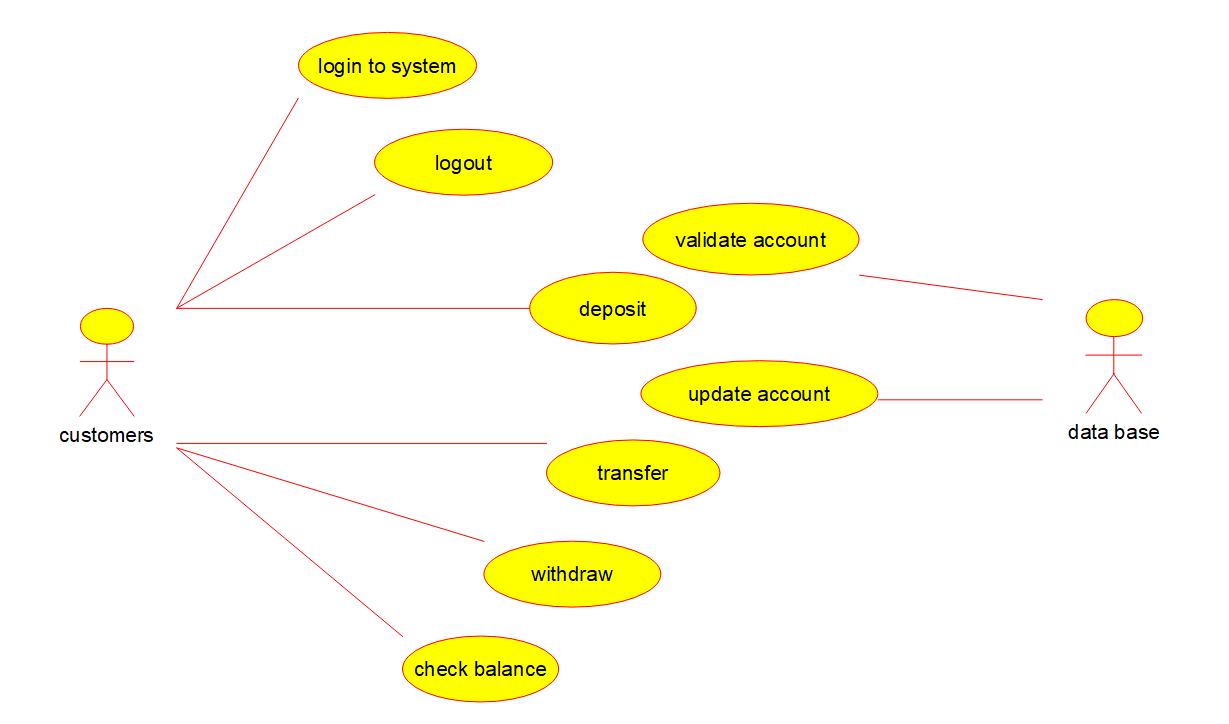 login to system
logout
validate account
deposit
update account
customers
data base
transfer
withdraw
check balance